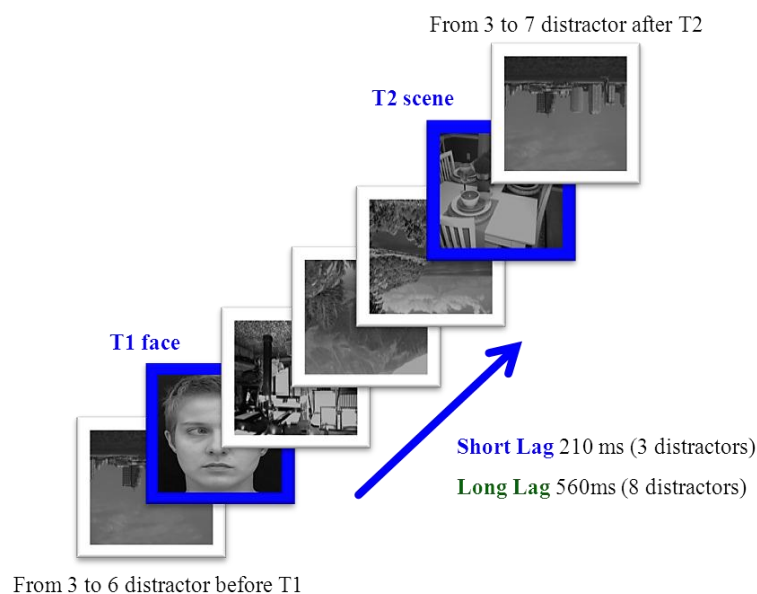 From 3 to 7 distractor after T2
T2 scene
T1 face
Short Lag 210 ms (3 distractors)
Long Lag 560ms (8 distractors)
From 3 to 6 distractor before T1